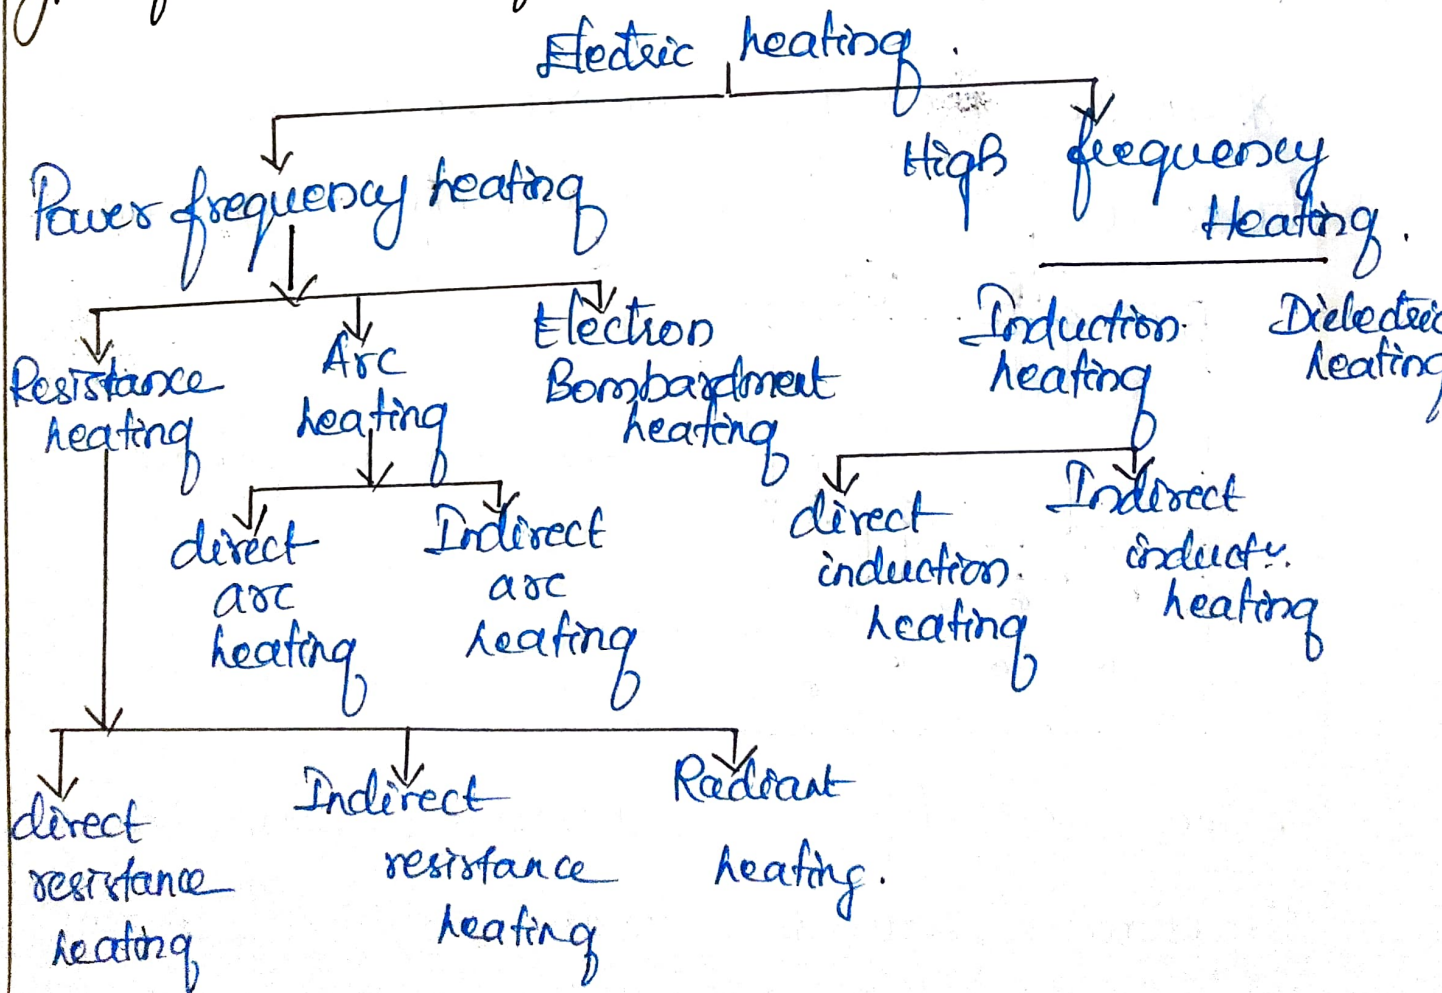 Electric heating.
Power frequency heating
High frequency
Heating.
Resistance
heating
Arc
heating
Electron
Bombardment
heating
Induction
heating
Dielectric
heating
direct
arc
heating
Indirect
arc
heating
direct
induction
heating
Indirect
heating
direct
resistance
heating
Indirect
resistance
heating
Radiant
heating.